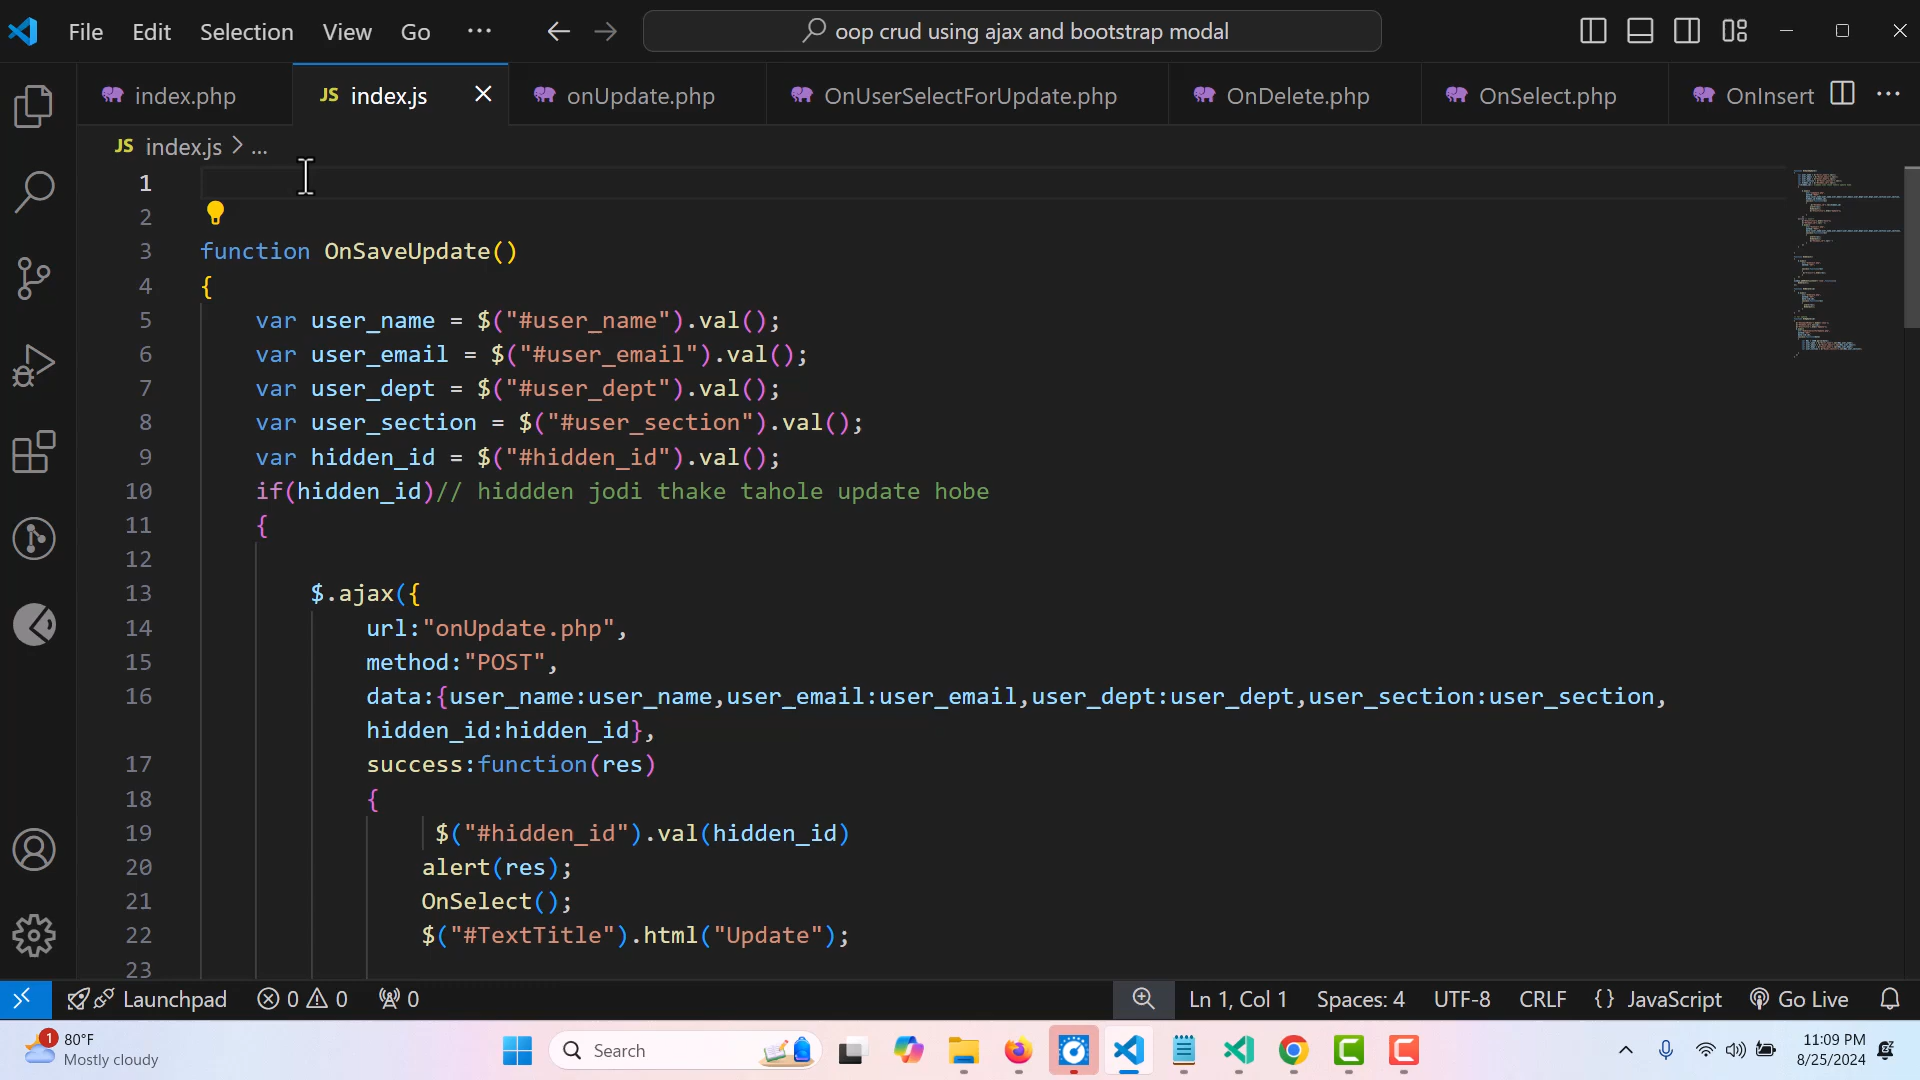 File Edit Selection View Go ··· oop crud using ajax and bootstrap modal
index.php JS index.js onUpdate.php OnUserSelectForUpdate.php OnDelete.php OnSelect.php OnInsert ···
JS index.js > ...
1
2
3 function OnSaveUpdate()
4 {
5 var user_name = $("#user_name").val();
6 var user_email = $("#user_email").val();
7 var user_dept = $("#user_dept").val();
8 var user_section = $("#user_section").val();
9 var hidden_id = $("#hidden_id").val();
10 if(hidden_id)// hiddden jodi thake tahole update hobe
11 {
12
13 $.ajax({
14 url:"onUpdate.php",
15 method:"POST",
16 data:{user_name:user_name,user_email:user_email,user_dept:user_dept,user_section:user_section,
hidden_id:hidden_id},
17 success:function(res)
18 {
19 $("#hidden_id").val(hidden_id)
20 alert(res);
21 OnSelect();
22 $("#TextTitle").html("Update");
23
Launchpad 0 0 0 Ln 1, Col 1 Spaces: 4 UTF-8 CRLF {} JavaScript Go Live
1 80°F
Mostly cloudy
Search
11:09 PM
8/25/2024